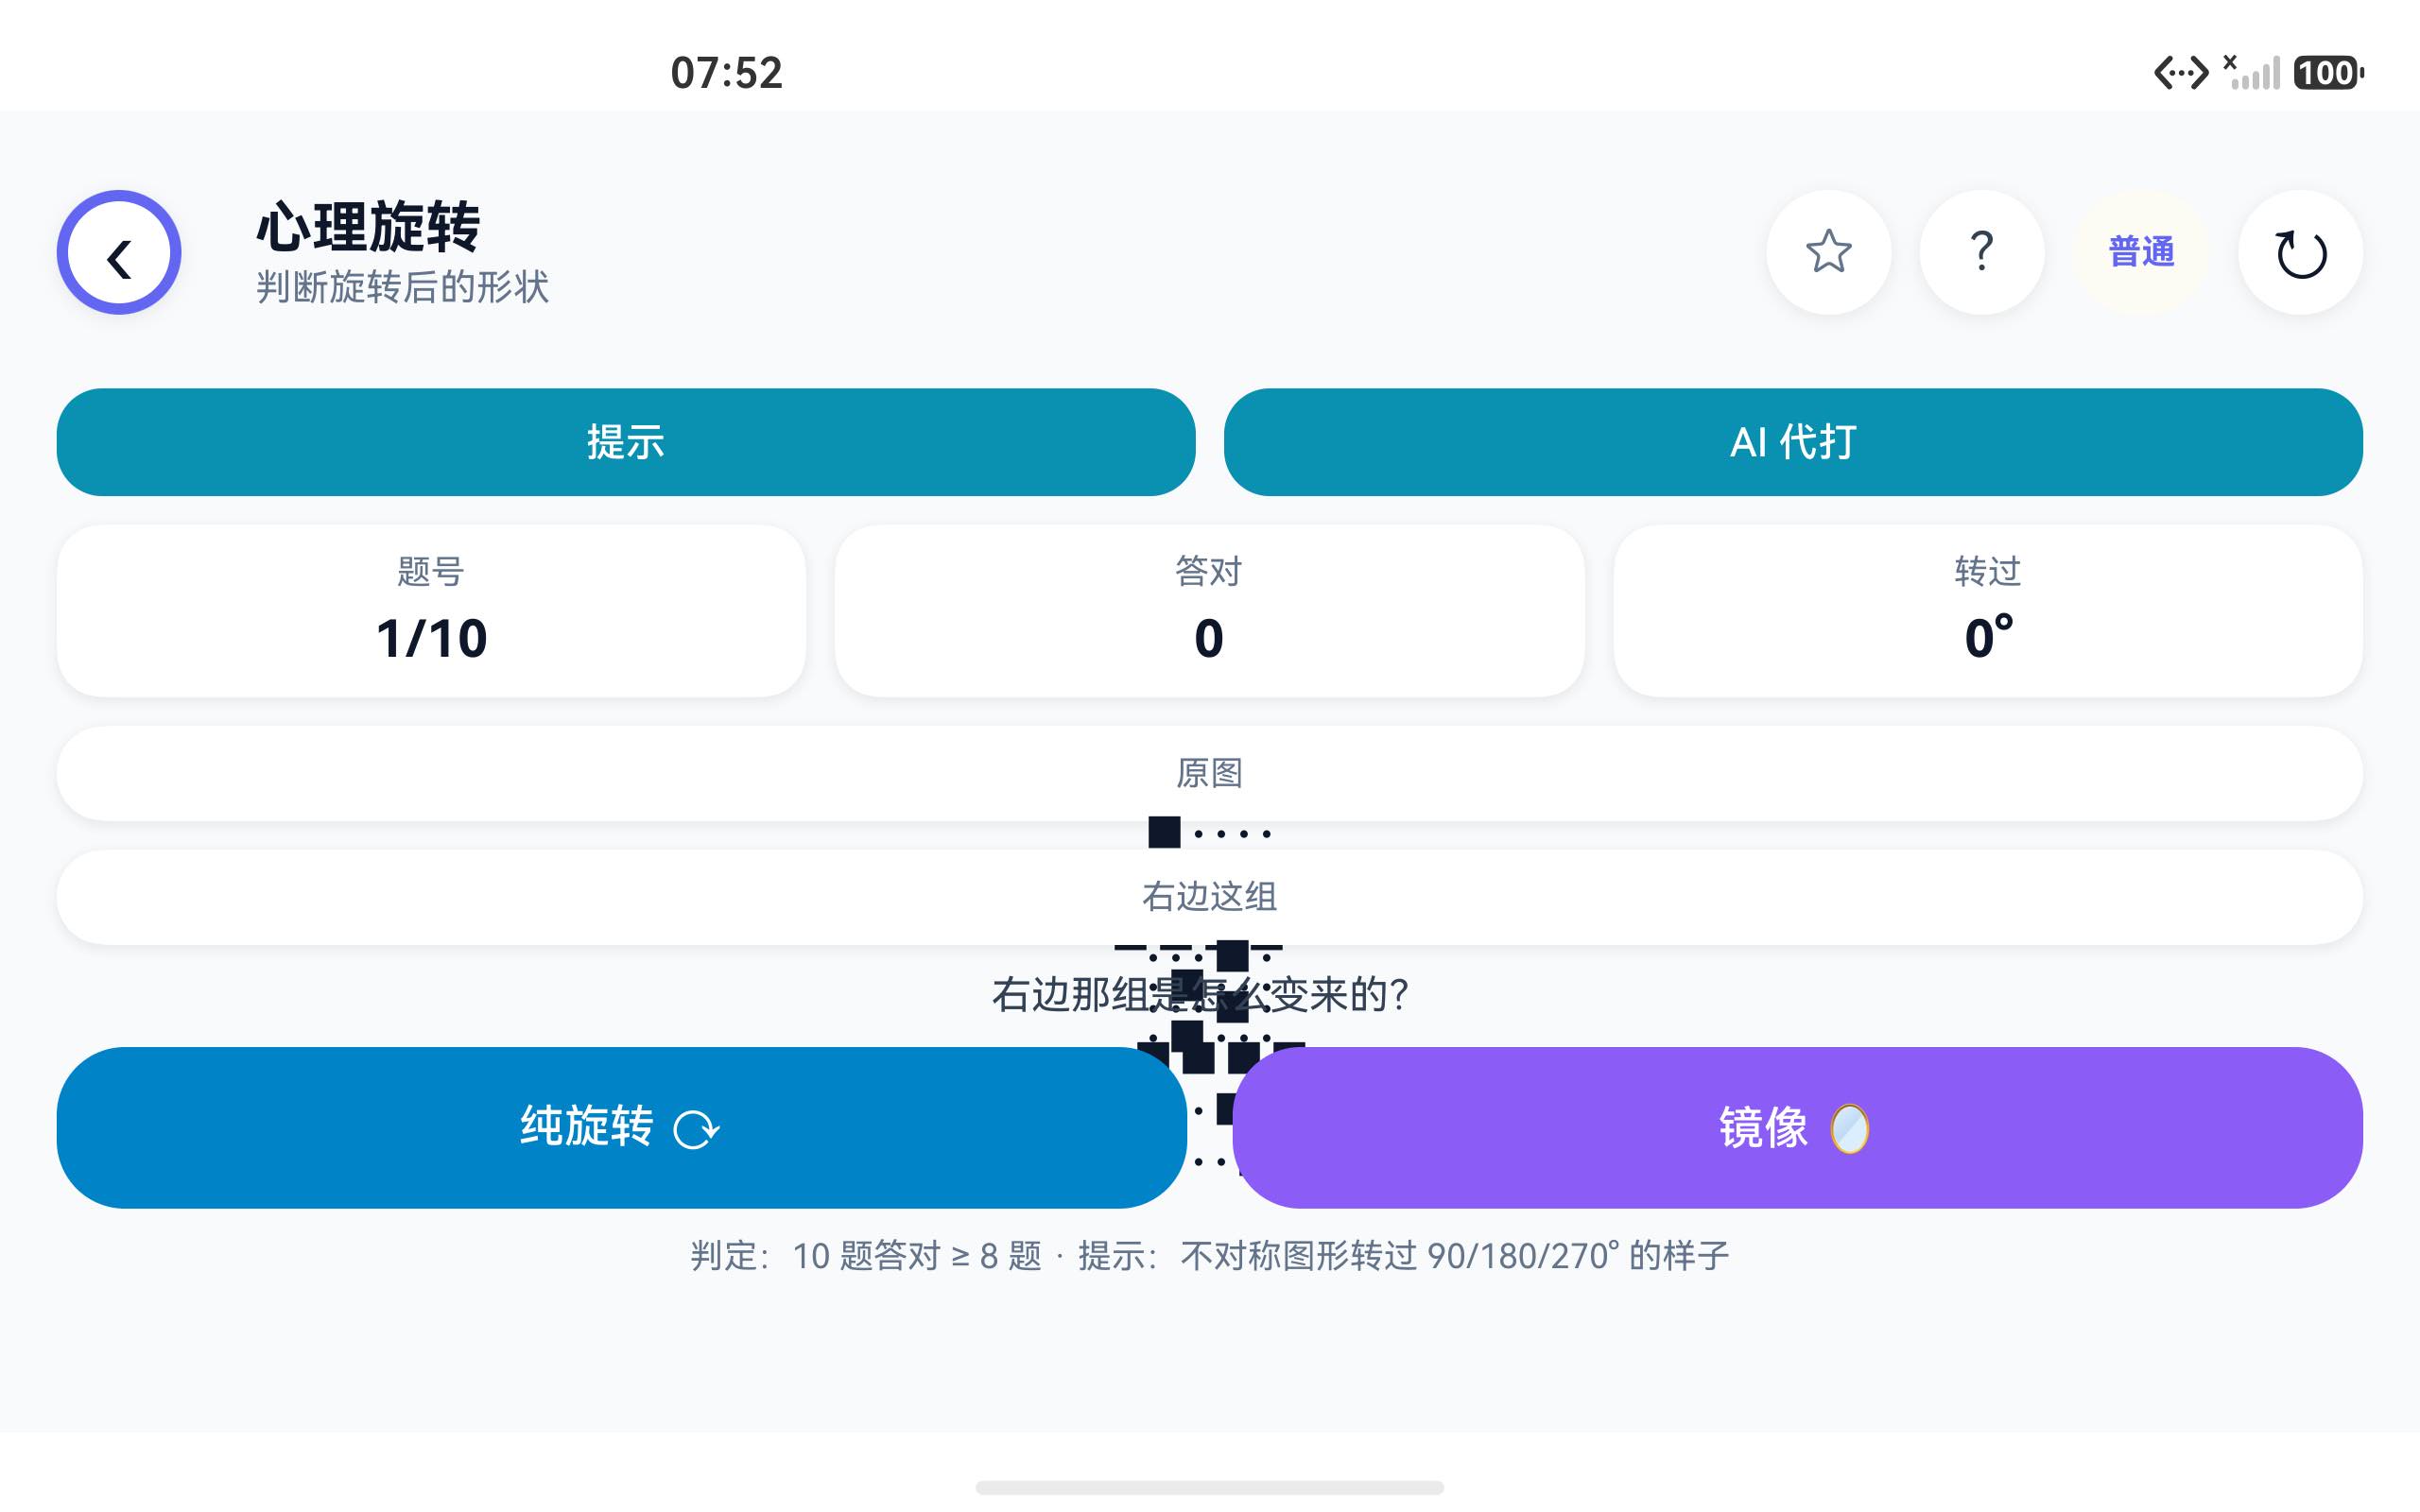 07:52
100
心理旋转
判断旋转后的形状
?
普通
提示
AI 代打
题号
1/10
答对
0
转过
0°
原图
右边这组
右边那组是怎么变来的？
纯旋转
镜像
判定：10 题答对 ≥ 8 题 · 提示：不对称图形转过 90/180/270° 的样子